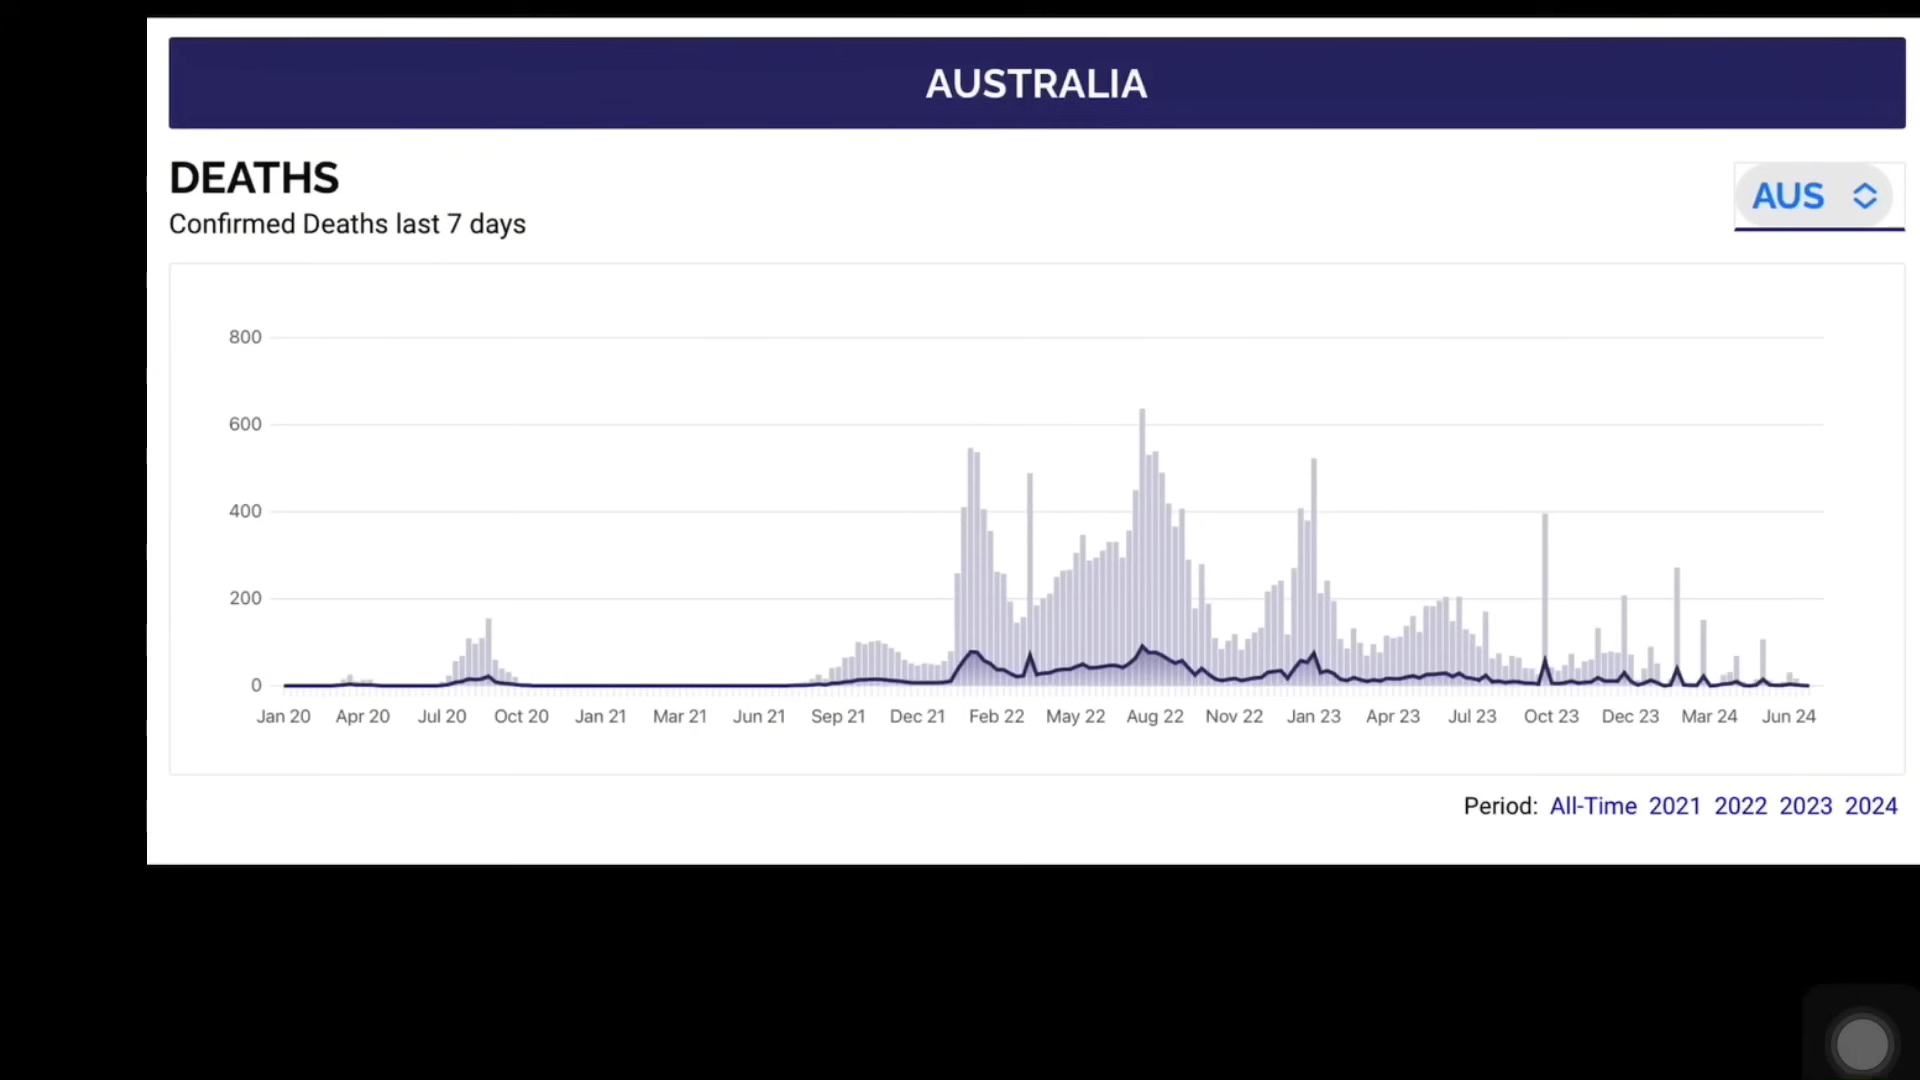 AUSTRALIA
DEATHS
Confirmed Deaths last 7 days
AUS
800
600
400
200
0
Jan 20 Apr 20 Jul 20 Oct 20 Jan 21 Mar 21 Jun 21 Sep 21 Dec 21 Feb 22 May 22 Aug 22 Nov 22 Jan 23 Apr 23 Jul 23 Oct 23 Dec 23 Mar 24 Jun 24
Period: All-Time 2021 2022 2023 2024